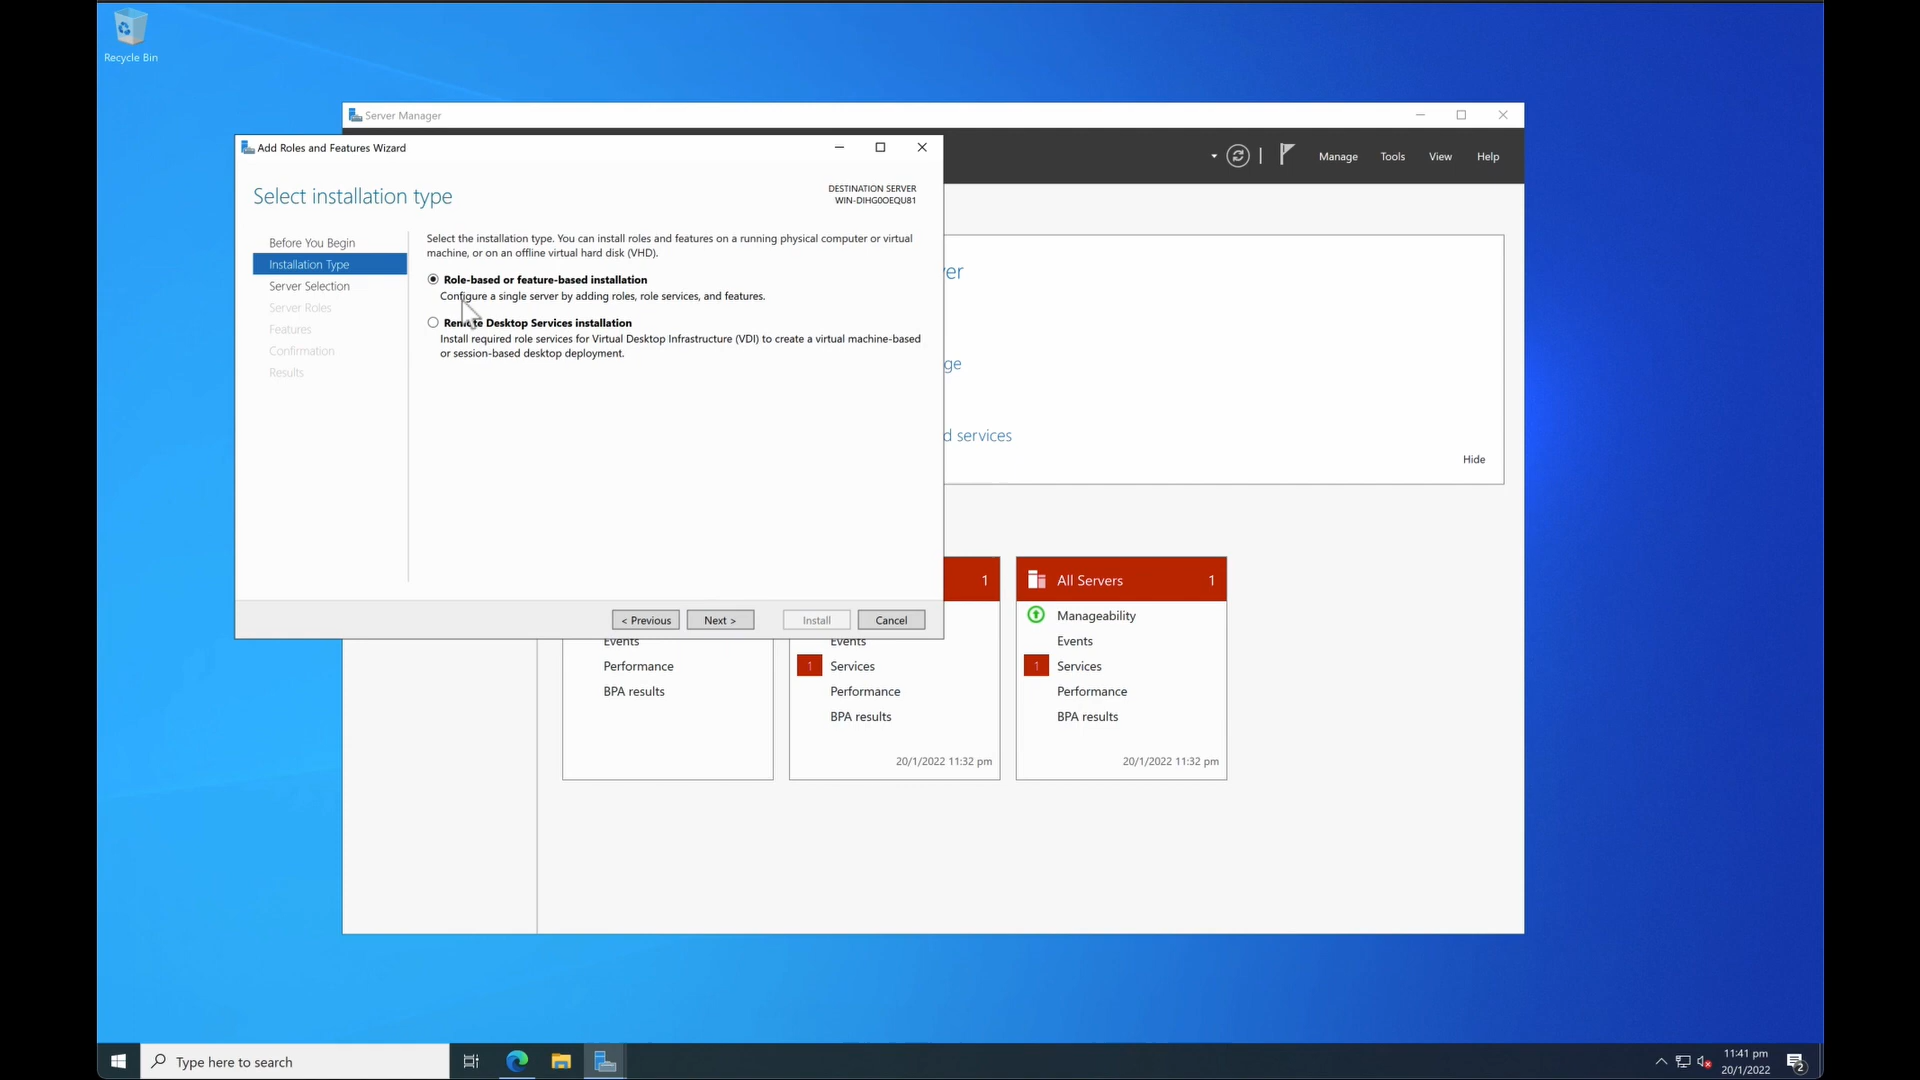 Recycle Bin
Server Manager
Add Roles and Features Wizard
Manage
Tools
View
Help
Select installation type
DESTINATION SERVER
WIN-DIHG0OEQU81
Before You Begin
Installation Type
Server Selection
Server Roles
Features
Confirmation
Results
Select the installation type. You can install roles and features on a running physical computer or virtual
machine, or on an offline virtual hard disk (VHD).
Role-based or feature-based installation
Configure a single server by adding roles, role services, and features.
Remote Desktop Services installation
Install required role services for Virtual Desktop Infrastructure (VDI) to create a virtual machine-based
or session-based desktop deployment.
< Previous
Next >
Install
Cancel
er
ge
d services
Hide
Events
Performance
BPA results
1
Events
1 Services
Performance
BPA results
20/1/2022 11:32 pm
All Servers 1
Manageability
Events
1 Services
Performance
BPA results
20/1/2022 11:32 pm
Type here to search
11:41 pm
20/1/2022
2